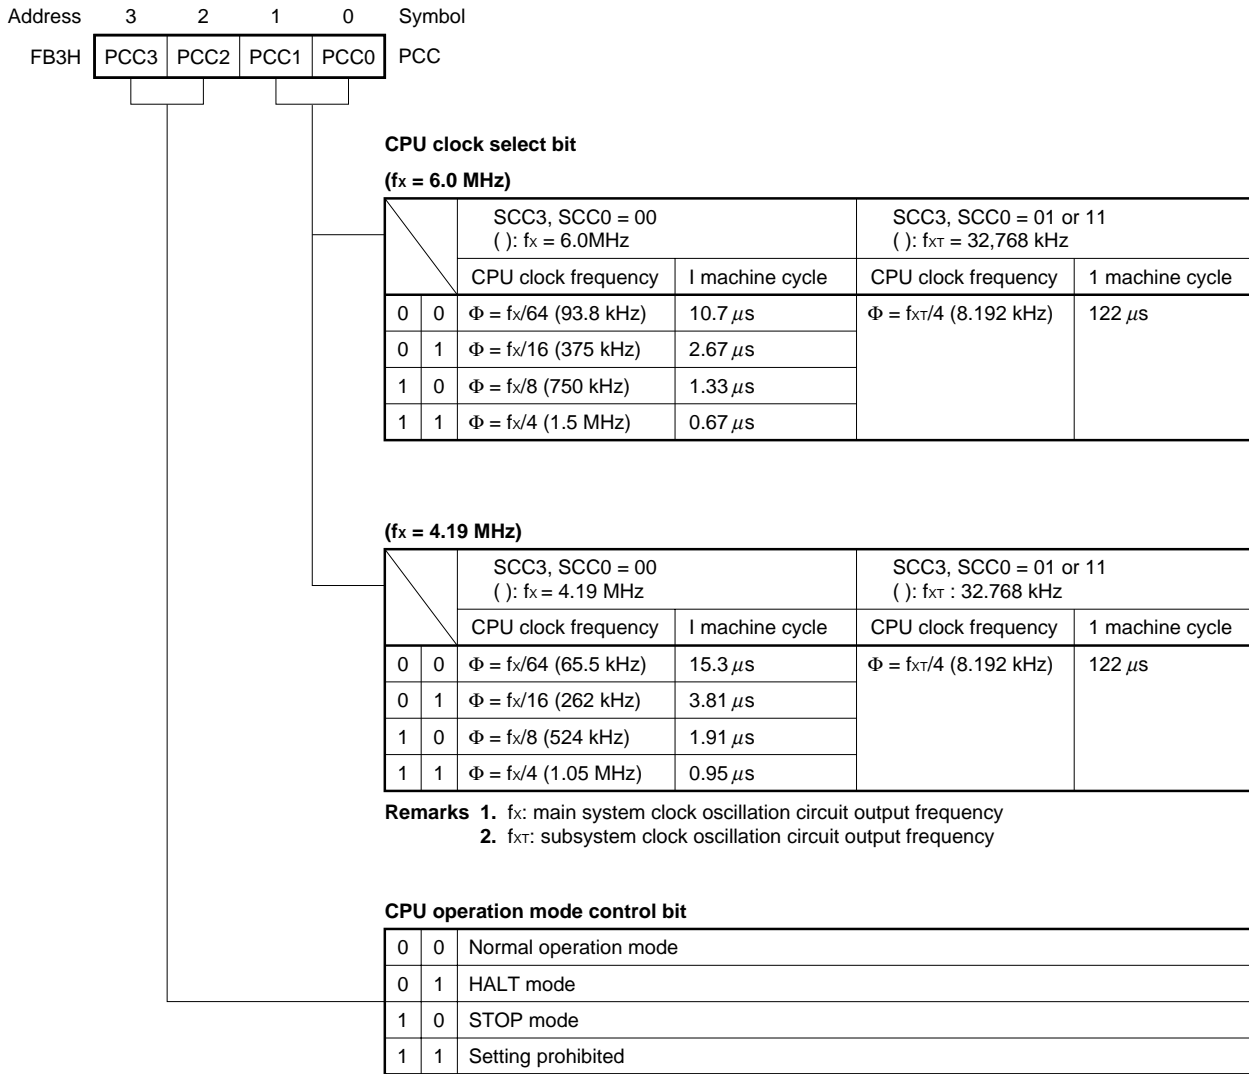 Address 3 2 1 0 Symbol
FB3H PCC3 PCC2 PCC1 PCC0 PCC
CPU clock select bit
(fX = 6.0 MHz)
SCC3, SCC0 = 00 SCC3, SCC0 = 01 or 11
( ): fX = 6.0MHz ( ): fXT = 32,768 kHz
CPU clock frequency I machine cycle CPU clock frequency 1 machine cycle
0 0 Φ = fX/64 (93.8 kHz) 10.7 μs Φ = fXT/4 (8.192 kHz) 122 μs
0 1 Φ = fX/16 (375 kHz) 2.67 μs
1 0 Φ = fX/8 (750 kHz) 1.33 μs
1 1 Φ = fX/4 (1.5 MHz) 0.67 μs
(fX = 4.19 MHz)
SCC3, SCC0 = 00 SCC3, SCC0 = 01 or 11
( ): fX = 4.19 MHz ( ): fXT : 32.768 kHz
CPU clock frequency I machine cycle CPU clock frequency 1 machine cycle
0 0 Φ = fX/64 (65.5 kHz) 15.3 μs Φ = fXT/4 (8.192 kHz) 122 μs
0 1 Φ = fX/16 (262 kHz) 3.81 μs
1 0 Φ = fX/8 (524 kHz) 1.91 μs
1 1 Φ = fX/4 (1.05 MHz) 0.95 μs
Remarks 1. fX: main system clock oscillation circuit output frequency
2. fXT: subsystem clock oscillation circuit output frequency
CPU operation mode control bit
0 0 Normal operation mode
0 1 HALT mode
1 0 STOP mode
1 1 Setting prohibited